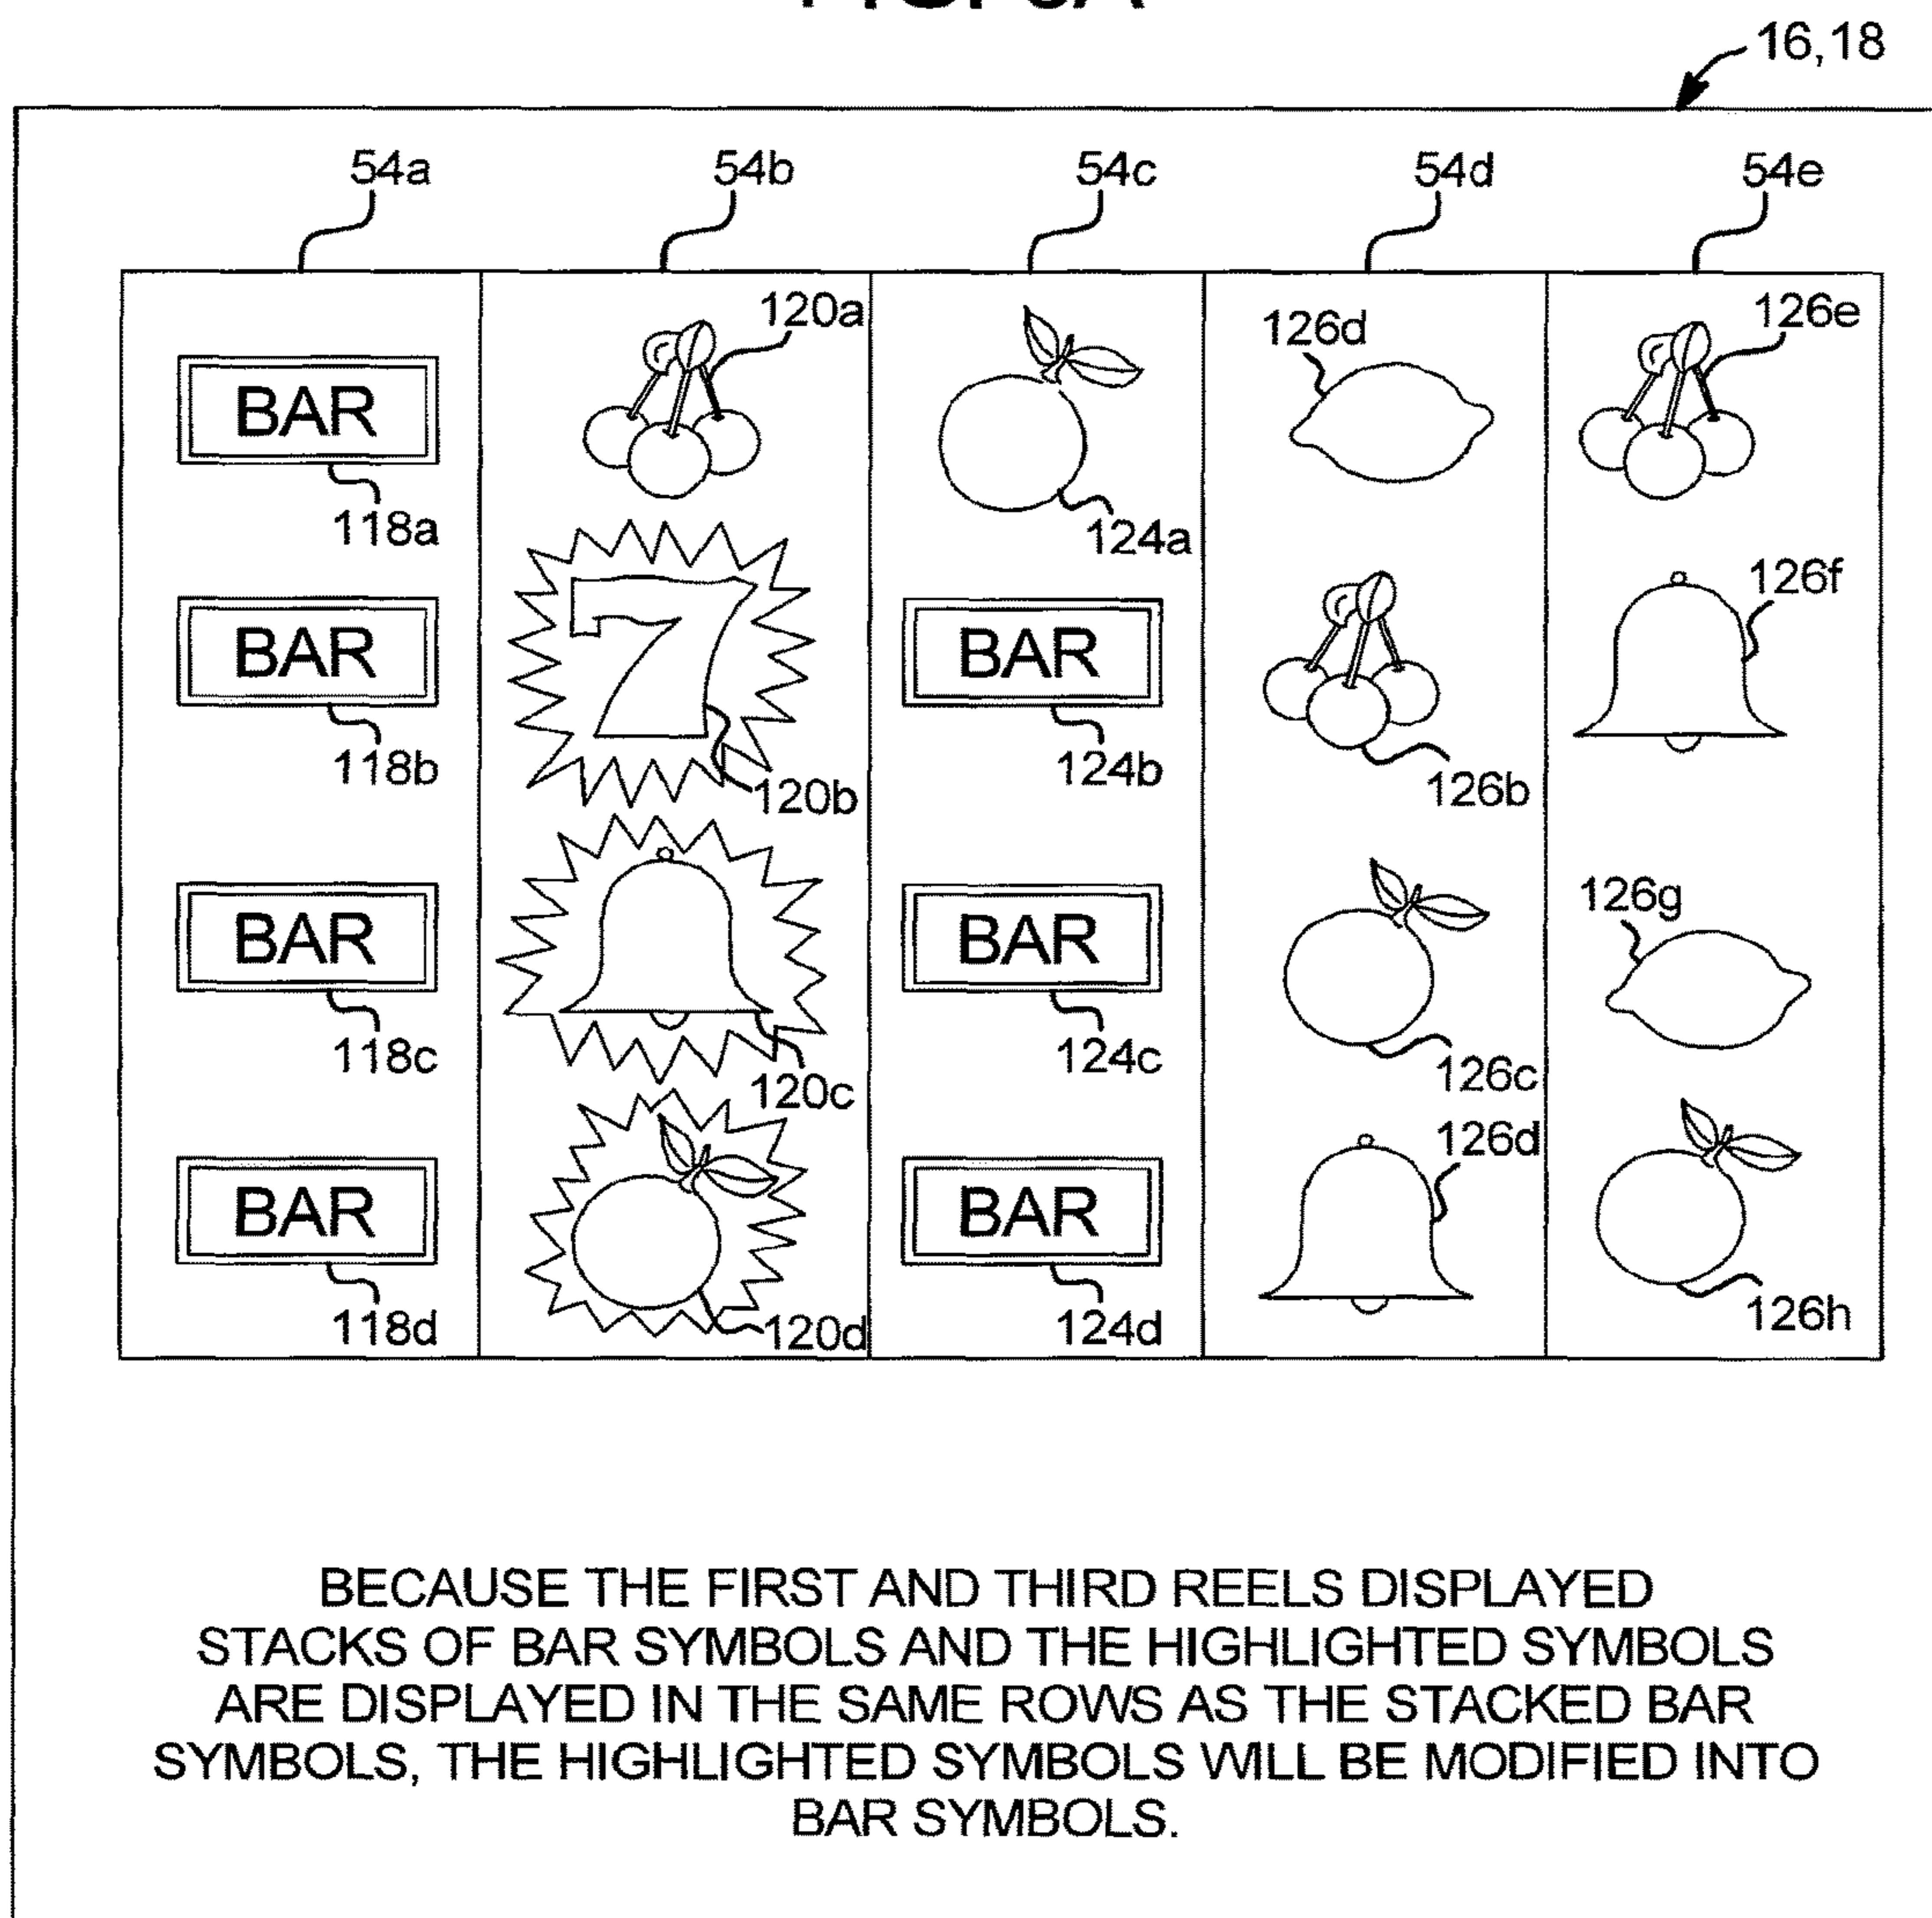 16,18
54a 54b 54c 54d 54e
120a 126d 126e
BAR
118a 124a
126f
BAR 7 BAR
118b 120b 124b 126b
126g
BAR BAR
118c 120c 124c 126c
126d
BAR BAR
118d 120d 124d 126h
BECAUSE THE FIRST AND THIRD REELS DISPLAYED
STACKS OF BAR SYMBOLS AND THE HIGHLIGHTED SYMBOLS
ARE DISPLAYED IN THE SAME ROWS AS THE STACKED BAR
SYMBOLS, THE HIGHLIGHTED SYMBOLS WILL BE MODIFIED INTO
BAR SYMBOLS.